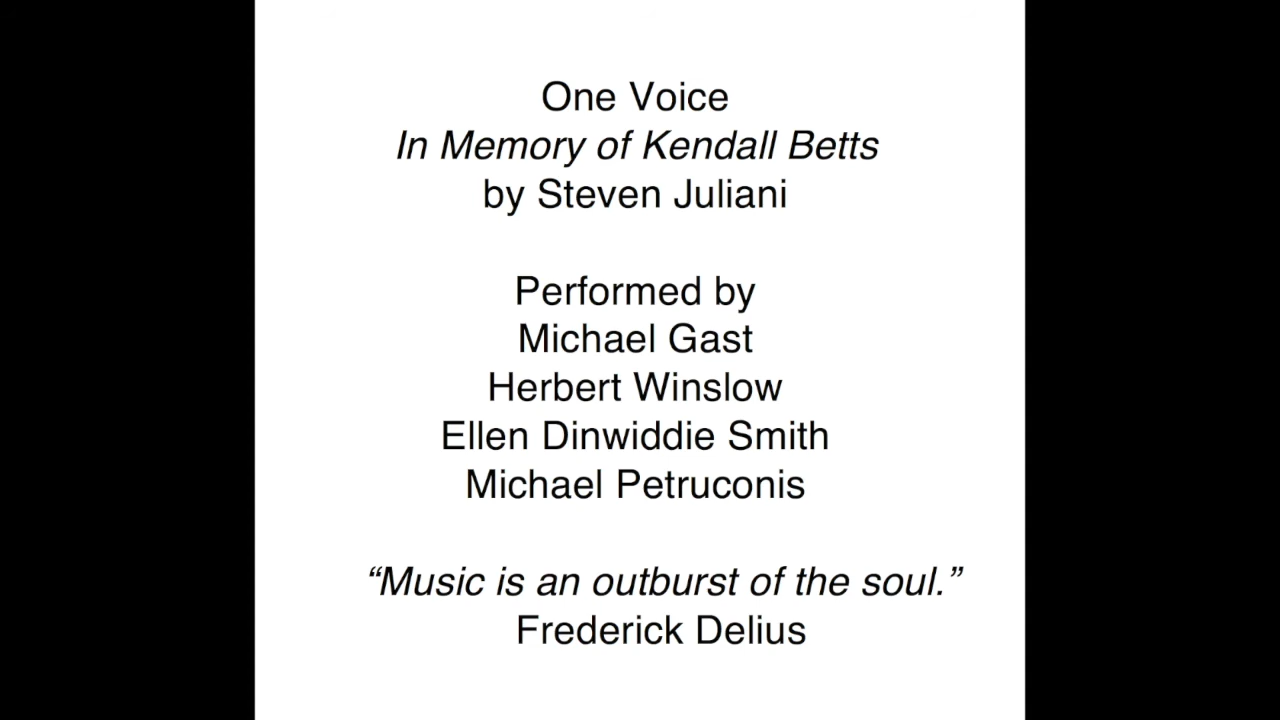 One Voice
In Memory of Kendall Betts
by Steven Juliani
Performed by
Michael Gast
Herbert Winslow
Ellen Dinwiddie Smith
Michael Petruconis
“Music is an outburst of the soul.”
Frederick Delius